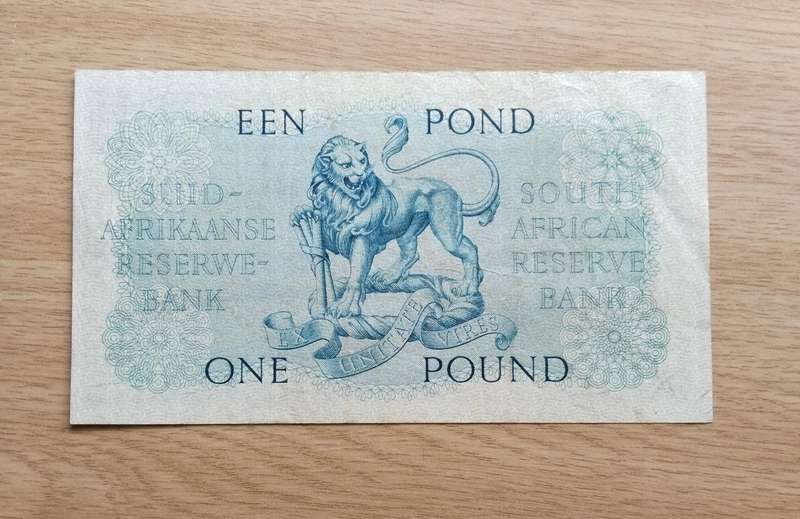 EEN POND
SUID-
AFRIKAANSE
RESERWE-
BANK
SOUTH
AFRICAN
RESERVE
BANK
EX UNITATE VIRES
ONE POUND